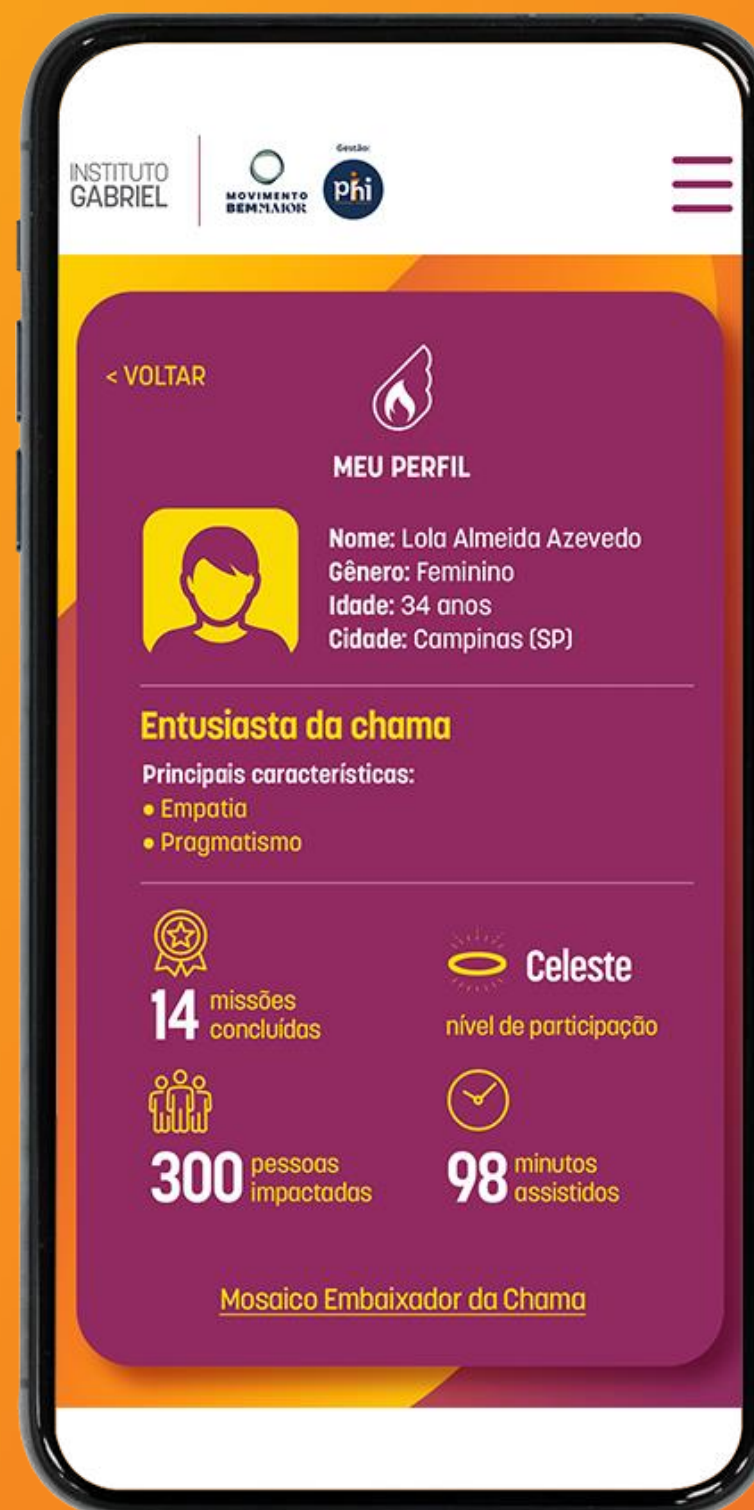 INSTITUTO
GABRIEL
MOVIMENTO
BEMMAIOR
Gestão:
phi
< VOLTAR
MEU PERFIL
Nome: Lola Almeida Azevedo
Gênero: Feminino
Idade: 34 anos
Cidade: Campinas (SP)
Entusiasta da chama
Principais características:
• Empatia
• Pragmatismo
14 missões
concluídas
Celeste
nível de participação
300 pessoas
impactadas
98 minutos
assistidos
Mosaico Embaixador da Chama